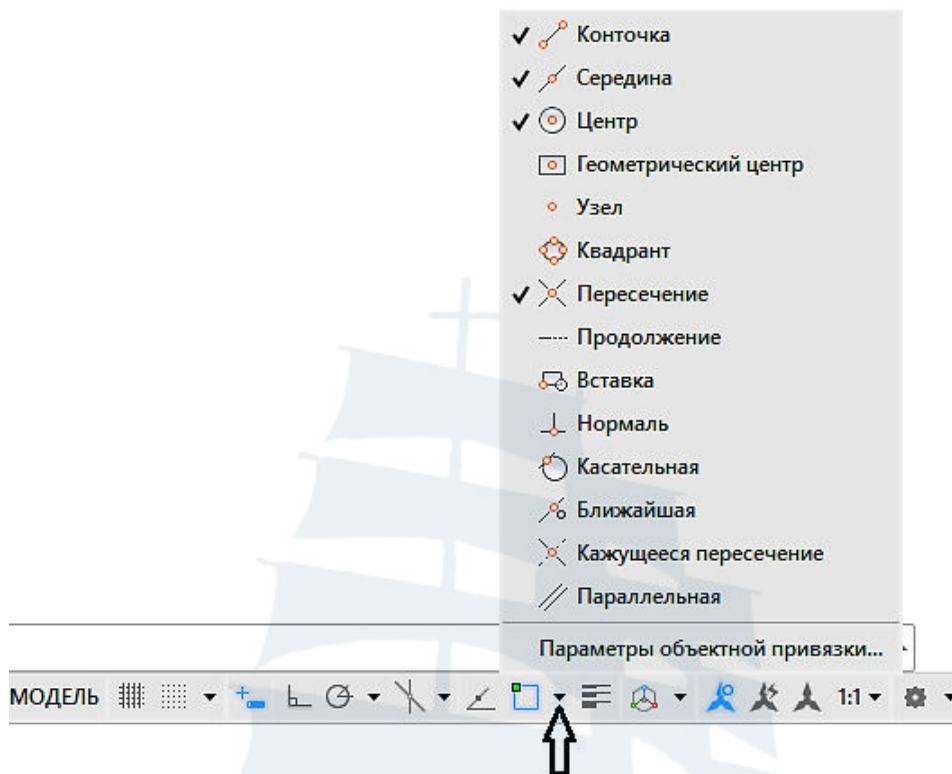 Конточка
Середина
Центр
Геометрический центр
Узел
Квадрант
Пересечение
Продолжение
Вставка
Нормаль
Касательная
Ближайшая
Кажущееся пересечение
Параллельная
Параметры объектной привязки...
МОДЕЛЬ 1:1